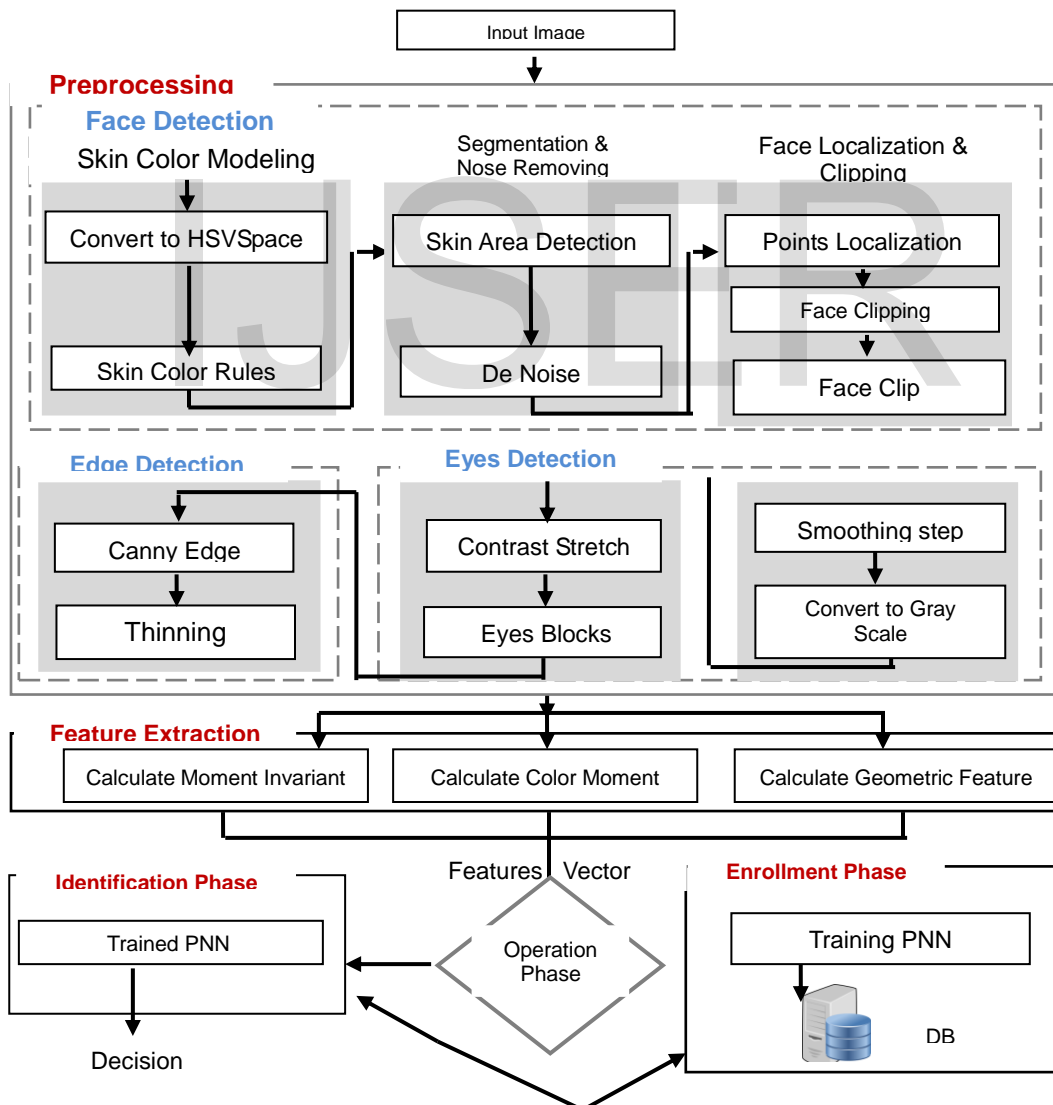 Input Image
Preprocessing
Face Detection
Skin Color Modeling
Segmentation &
Nose Removing
Face Localization &
Clipping
Convert to HSVSpace
Skin Area Detection
Points Localization
Face Clipping
Skin Color Rules
De Noise
Face Clip
IJSER
Edge Detection
Eyes Detection
Canny Edge
Thinning
Contrast Stretch
Eyes Blocks
Smoothing step
Convert to Gray
Scale
Feature Extraction
Calculate Moment Invariant
Calculate Color Moment
Calculate Geometric Feature
Features Vector
Identification Phase
Trained PNN
Decision
Operation
Phase
Enrollment Phase
Training PNN
DB